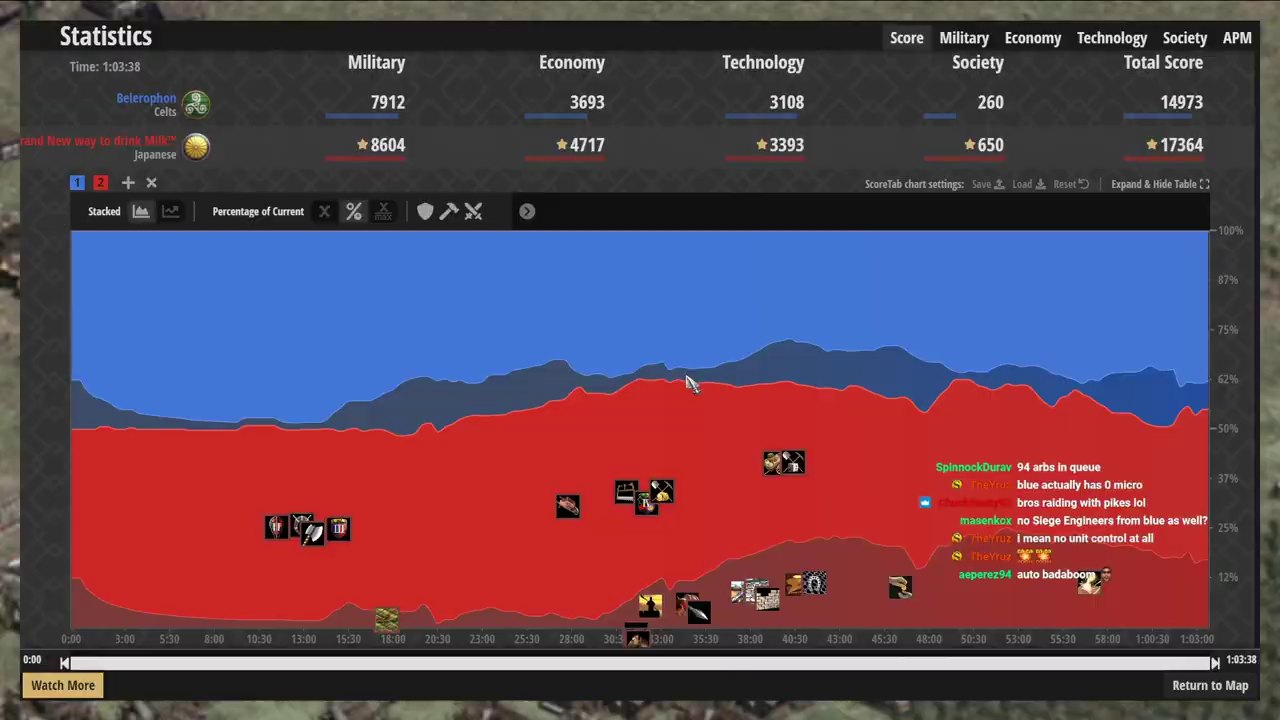 Statistics
Score Military Economy Technology Society APM
Time: 1:03:38
Military Economy Technology Society Total Score
Belerophon
Celts
7912 3693 3108 260 14973
rand New way to drink Milk™
Japanese
8604 4717 3393 650 17364
1 2
ScoreTab chart settings: Save Load Reset Expand & Hide Table
Stacked Percentage of Current X % X max
100%
87%
75%
62%
50%
37%
25%
12%
SpinnockDurav 94 arbs in queue
TheYruz blue actually has 0 micro
bros raiding with pikes lol
masenkox no Siege Engineers from blue as well?
TheYruz i mean no unit control at all
TheYruz
aeperez94 auto badaboom
0:00 3:00 5:30 8:00 10:30 13:00 15:30 18:00 20:30 23:00 25:30 28:00 30:3 33:00 35:30 38:00 40:30 43:00 45:30 48:00 50:30 53:00 55:30 58:00 1:00:30 1:03:00
0:00 1:03:38
Watch More Return to Map